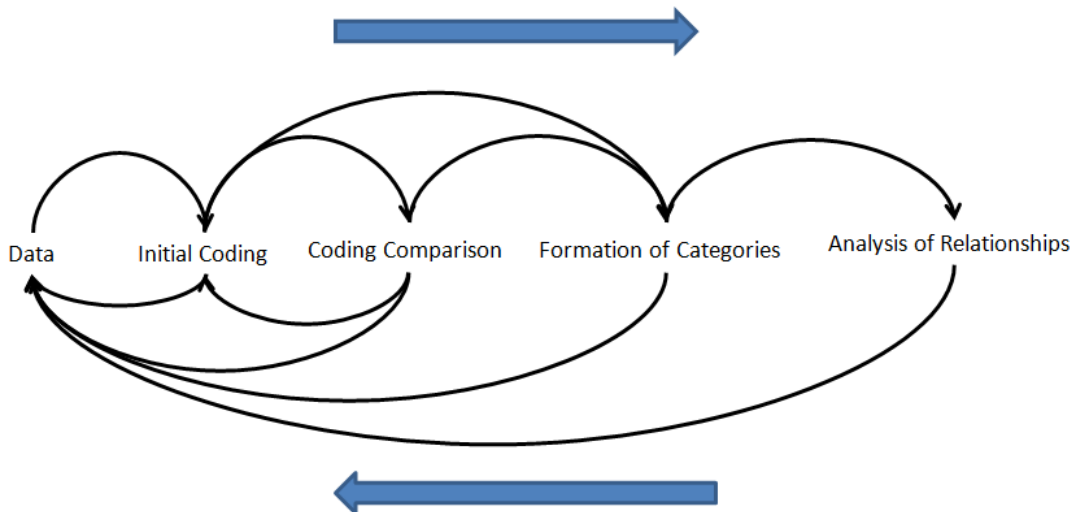 Data
Initial Coding
Coding Comparison
Formation of Categories
Analysis of Relationships